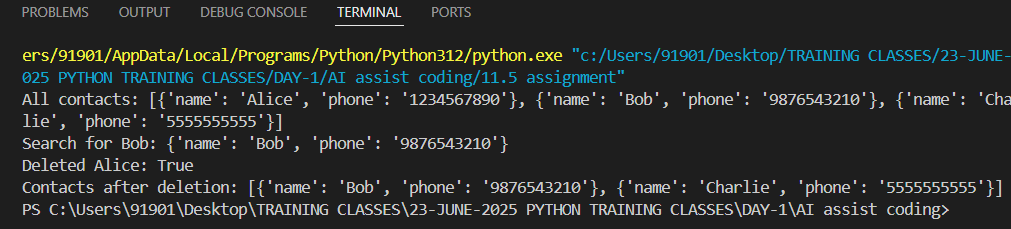 PROBLEMS OUTPUT DEBUG CONSOLE TERMINAL PORTS
ers/91901/AppData/Local/Programs/Python/Python312/python.exe "c:/Users/91901/Desktop/TRAINING CLASSES/23-JUNE-2
025 PYTHON TRAINING CLASSES/DAY-1/AI assist coding/11.5 assignment"
All contacts: [{'name': 'Alice', 'phone': '1234567890'}, {'name': 'Bob', 'phone': '9876543210'}, {'name': 'Char
lie', 'phone': '5555555555'}]
Search for Bob: {'name': 'Bob', 'phone': '9876543210'}
Deleted Alice: True
Contacts after deletion: [{'name': 'Bob', 'phone': '9876543210'}, {'name': 'Charlie', 'phone': '5555555555'}]
PS C:\Users\91901\Desktop\TRAINING CLASSES\23-JUNE-2025 PYTHON TRAINING CLASSES\DAY-1\AI assist coding>